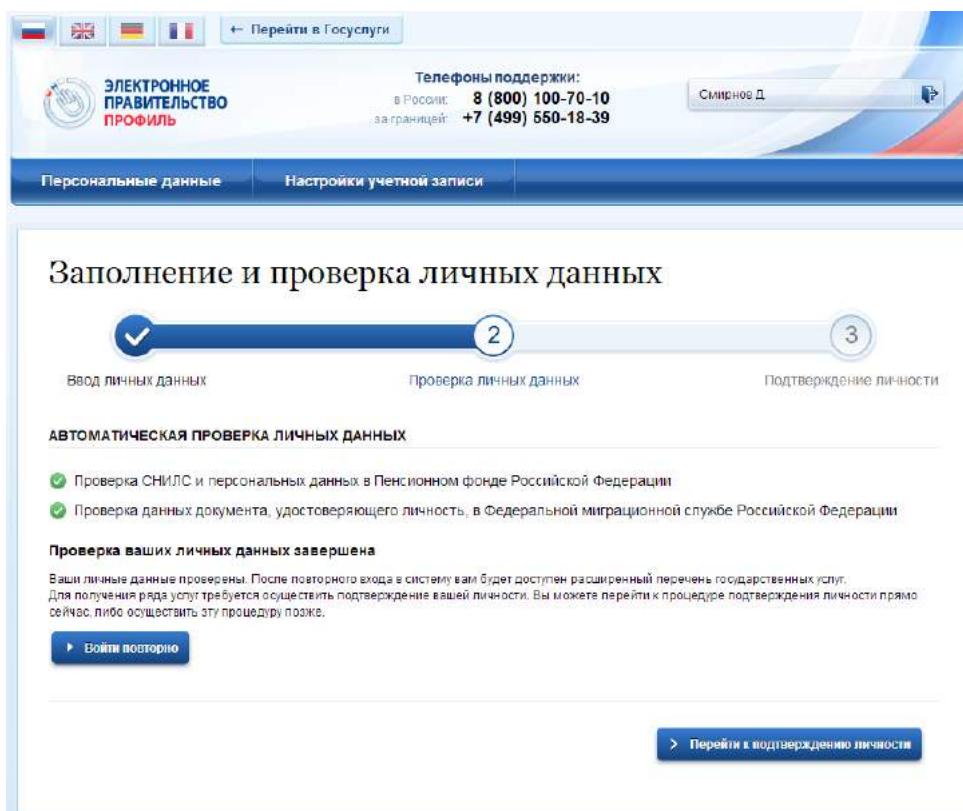 ← Перейти в Госуслуги
ЭЛЕКТРОННОЕ
ПРАВИТЕЛЬСТВО
ПРОФИЛЬ
Телефоны поддержки:
в России: 8 (800) 100-70-10
за границей: +7 (499) 550-18-39
Смирнов Д
Персональные данные Настройки учетной записи
Заполнение и проверка личных данных
2 3
Ввод личных данных Проверка личных данных Подтверждение личности
АВТОМАТИЧЕСКАЯ ПРОВЕРКА ЛИЧНЫХ ДАННЫХ
Проверка СНИЛС и персональных данных в Пенсионном фонде Российской Федерации
Проверка данных документа, удостоверяющего личность, в Федеральной миграционной службе Российской Федерации
Проверка ваших личных данных завершена
Ваши личные данные проверены. После повторного входа в систему вам будет доступен расширенный перечень государственных услуг.
Для получения ряда услуг требуется осуществить подтверждение вашей личности. Вы можете перейти к процедуре подтверждения личности прямо
сейчас, либо осуществить эту процедуру позже.
Войти повторно
Перейти к подтверждению личности